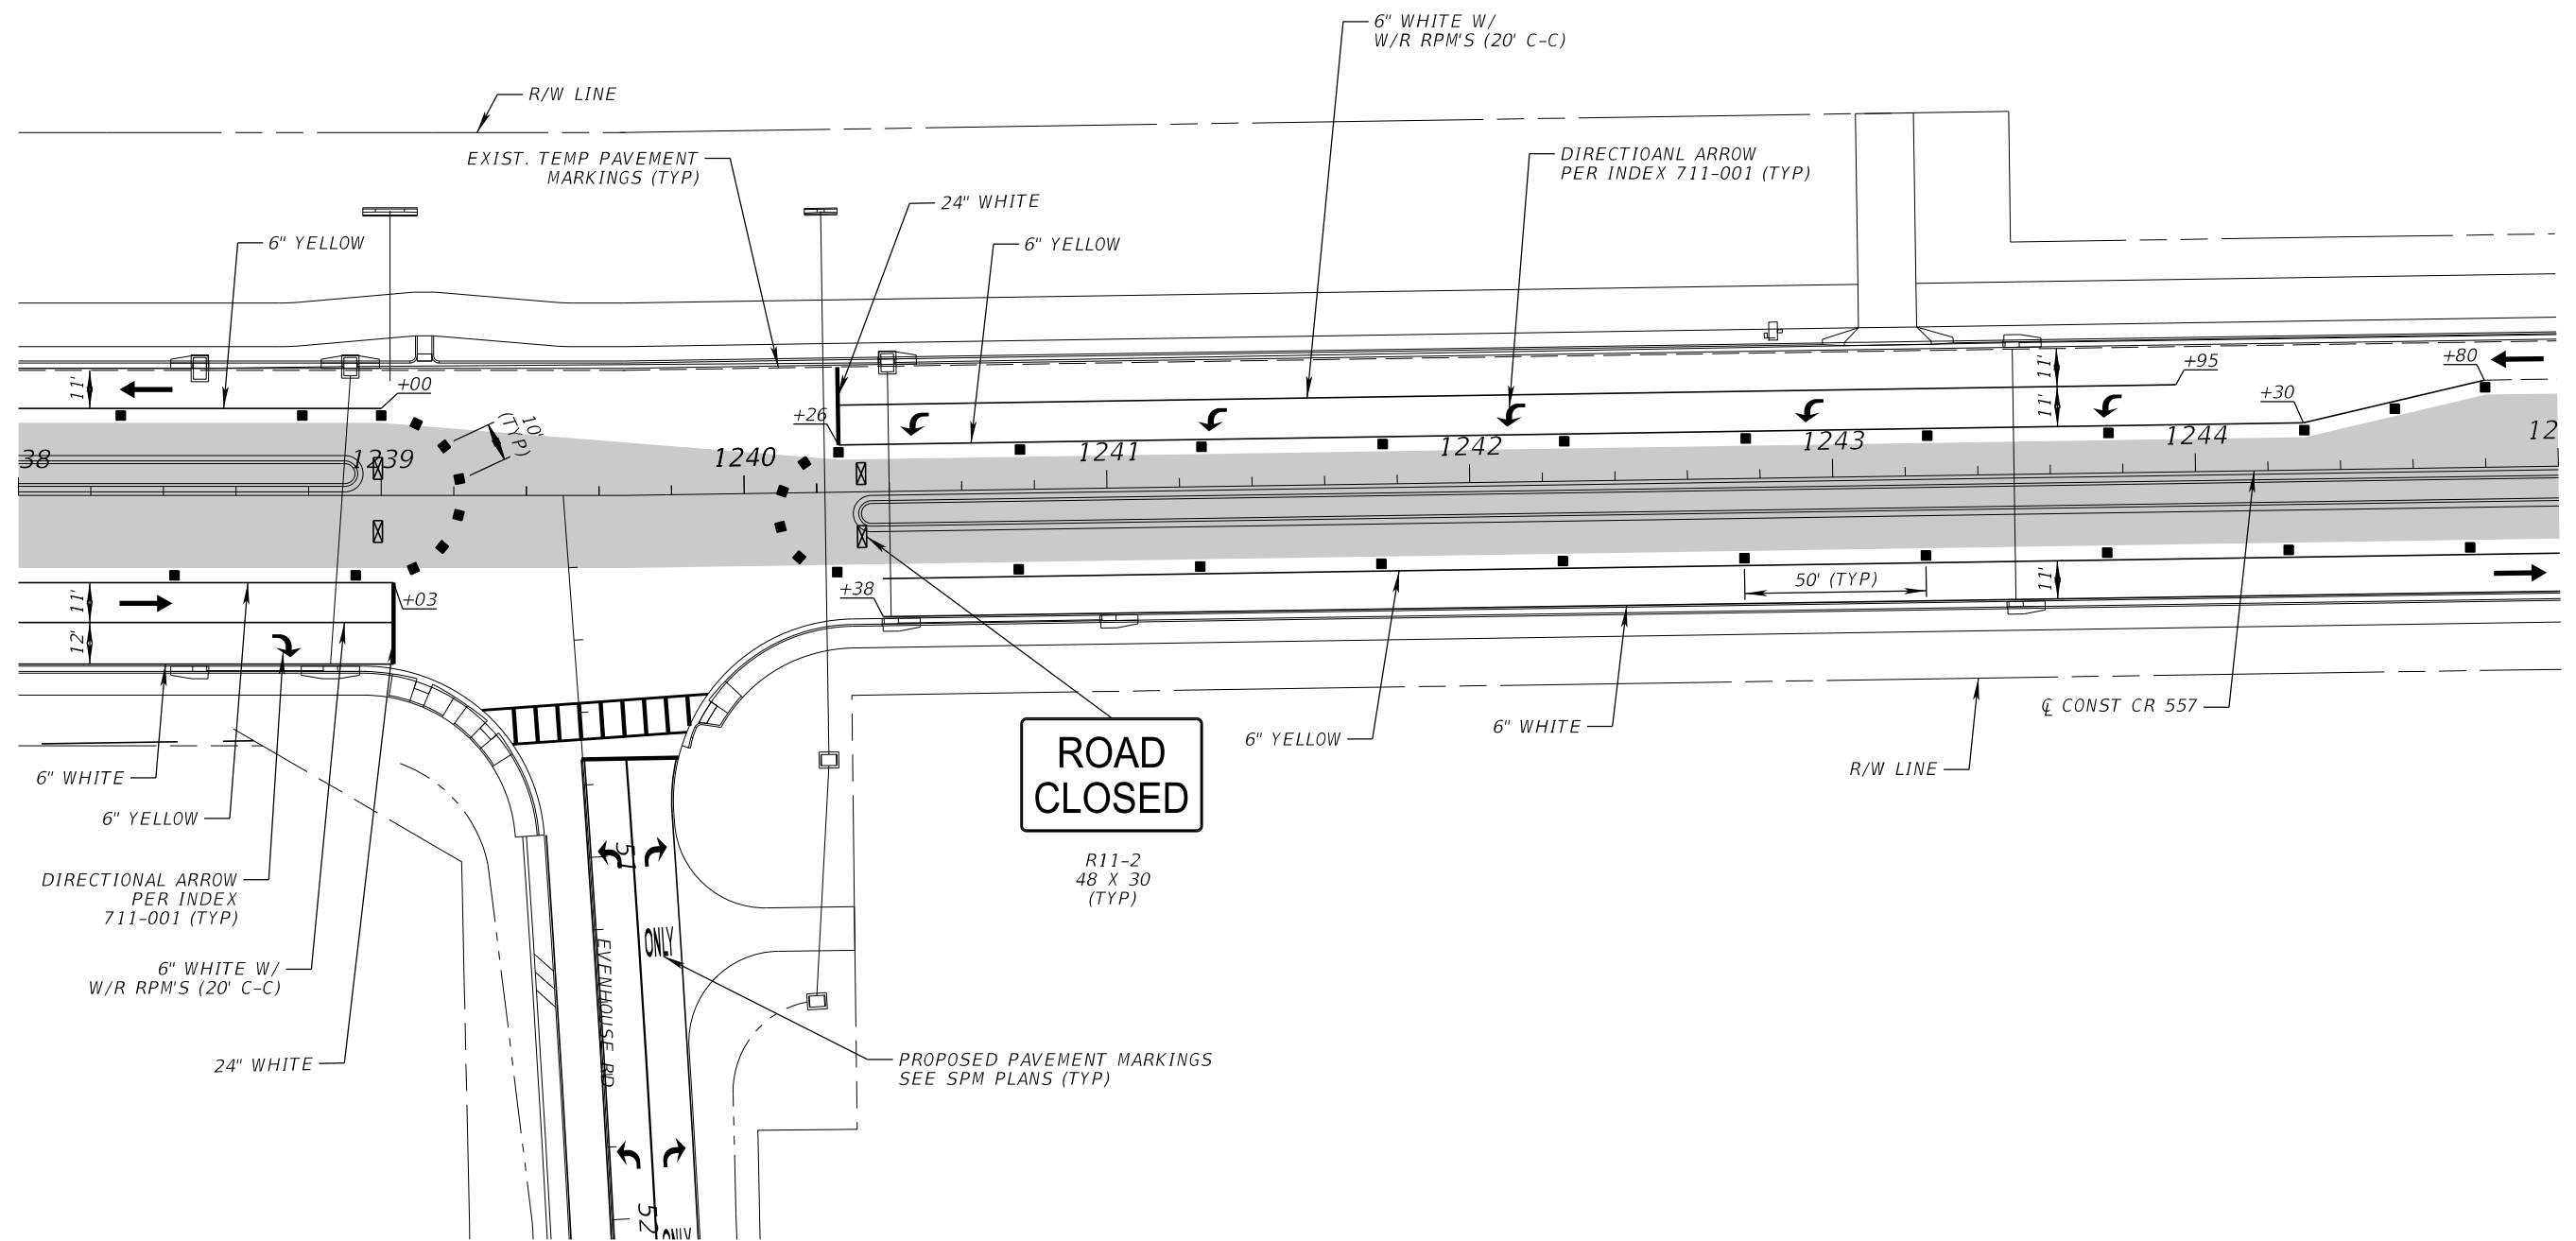 6" WHITE W/
W/R RPM'S (20' C-C)
R/W LINE
EXIST. TEMP PAVEMENT
MARKINGS (TYP)
DIRECTIOANL ARROW
PER INDEX 711-001 (TYP)
24" WHITE
6" YELLOW
6" YELLOW
11'
+00
+26
10'
(TYP)
11'
11'
+95
+80
+30
38
1239
1240
1241
1242
1243
1244
12
11'
12'
+03
+38
50' (TYP)
11'
6" WHITE
6" YELLOW
DIRECTIONAL ARROW
PER INDEX
711-001 (TYP)
6" WHITE W/
W/R RPM'S (20' C-C)
24" WHITE
ROAD
CLOSED
R11-2
48 X 30
(TYP)
6" YELLOW
6" WHITE
R/W LINE
℄ CONST CR 557
51
ONLY
EVENHOUSE RD
PROPOSED PAVEMENT MARKINGS
SEE SPM PLANS (TYP)
52
ONLY